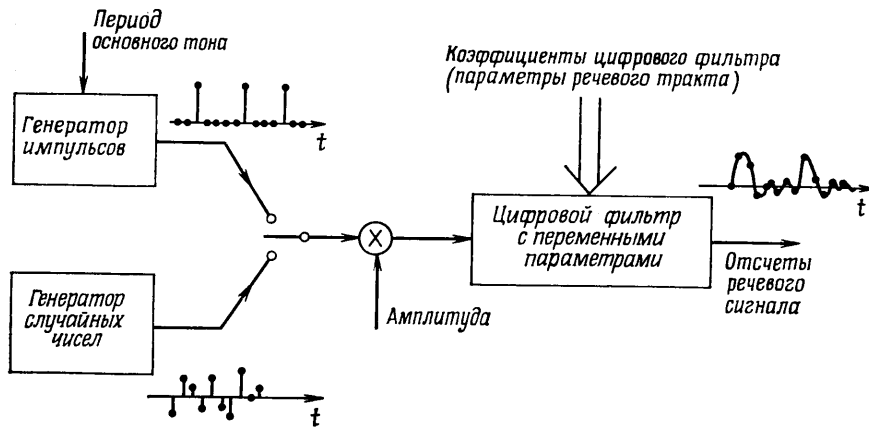 Период
основного тона
Генератор
импульсов
t
Коэффициенты цифрового фильтра
(параметры речевого тракта)
X
Цифровой фильтр
с переменными
параметрами
t
Отсчеты
речевого
сигнала
Амплитуда
Генератор
случайных
чисел
t